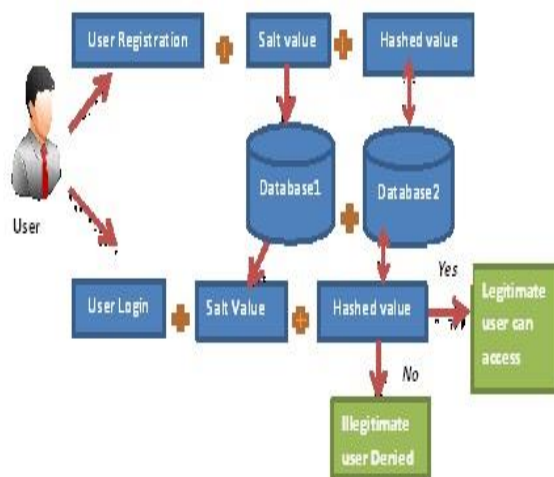 User Registration
Salt value
Hashed value
Database1
Database2
User
User Login
Salt Value
Hashed value
Yes
Legitimate
user can
access
No
Illegitimate
user Denied